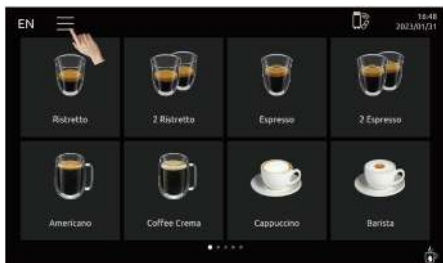 EN
16:48
2023/01/31
Ristretto
2 Ristretto
Espresso
2 Espresso
Americano
Coffee Crema
Cappuccino
Barista